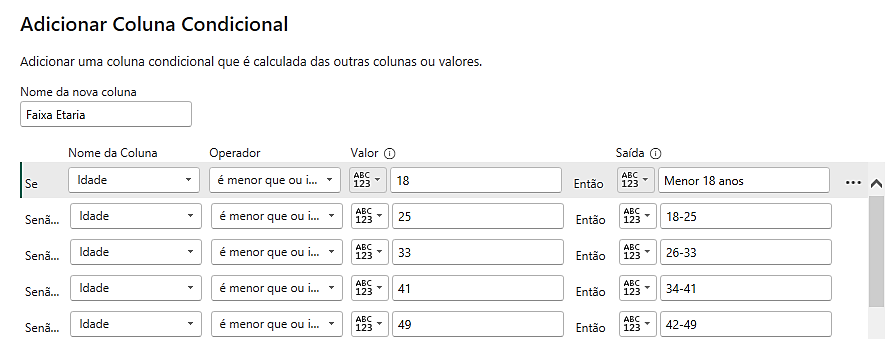 Adicionar Coluna Condicional
Adicionar uma coluna condicional que é calculada das outras colunas ou valores.
Nome da nova coluna
Faixa Etaria
Nome da Coluna Operador Valor Saída
Se Idade é menor que ou i... ABC 123 18 Então ABC 123 Menor 18 anos ...
Senã... Idade é menor que ou i... ABC 123 25 Então ABC 123 18-25
Senã... Idade é menor que ou i... ABC 123 33 Então ABC 123 26-33
Senã... Idade é menor que ou i... ABC 123 41 Então ABC 123 34-41
Senã... Idade é menor que ou i... ABC 123 49 Então ABC 123 42-49